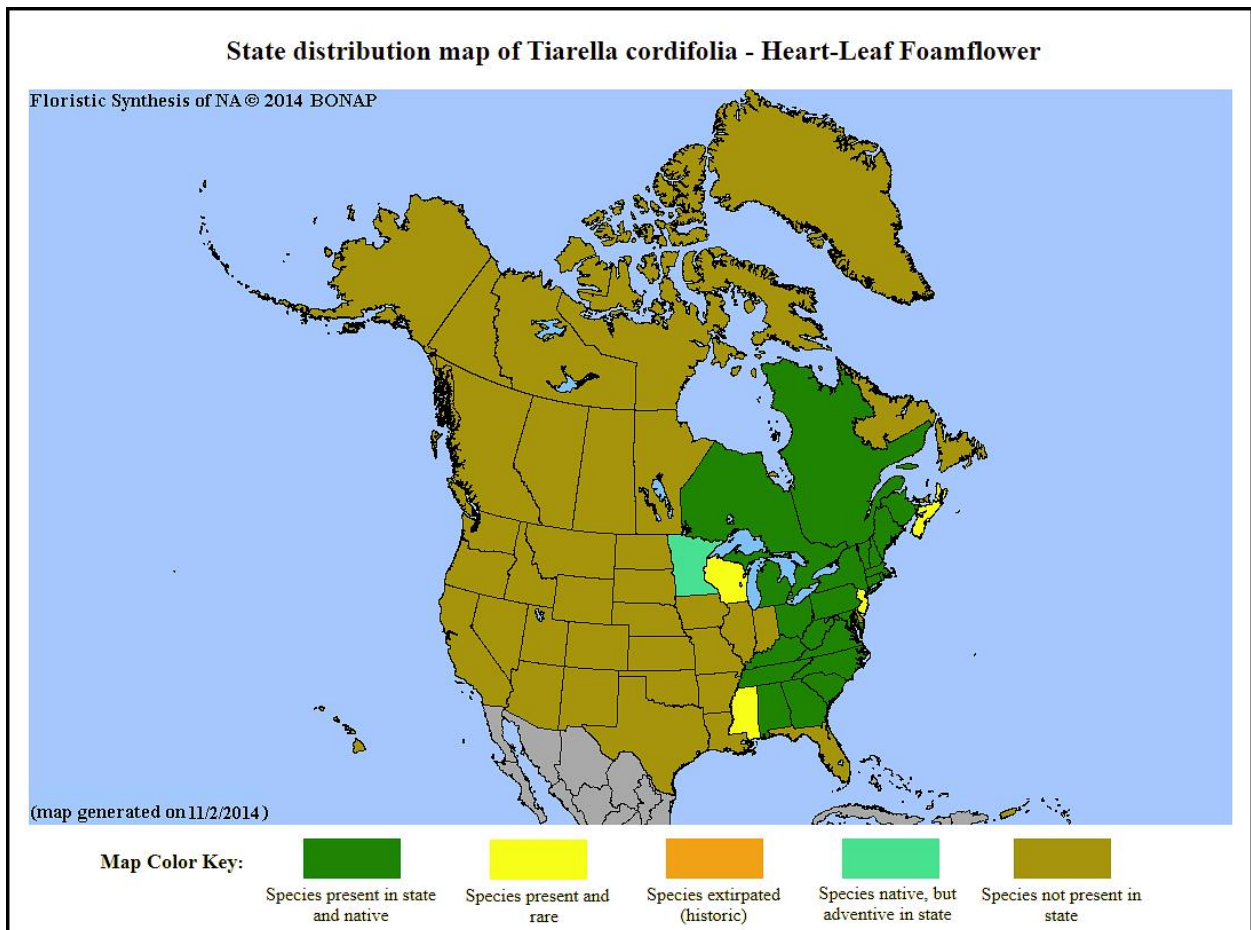 State distribution map of Tiarella cordifolia - Heart-Leaf Foamflower
Floristic Synthesis of NA © 2014 BONAP
(map generated on 11/2/2014)
Map Color Key:
Species present in state
and native
Species present and
rare
Species extirpated
(historic)
Species native, but
adventive in state
Species not present in
state